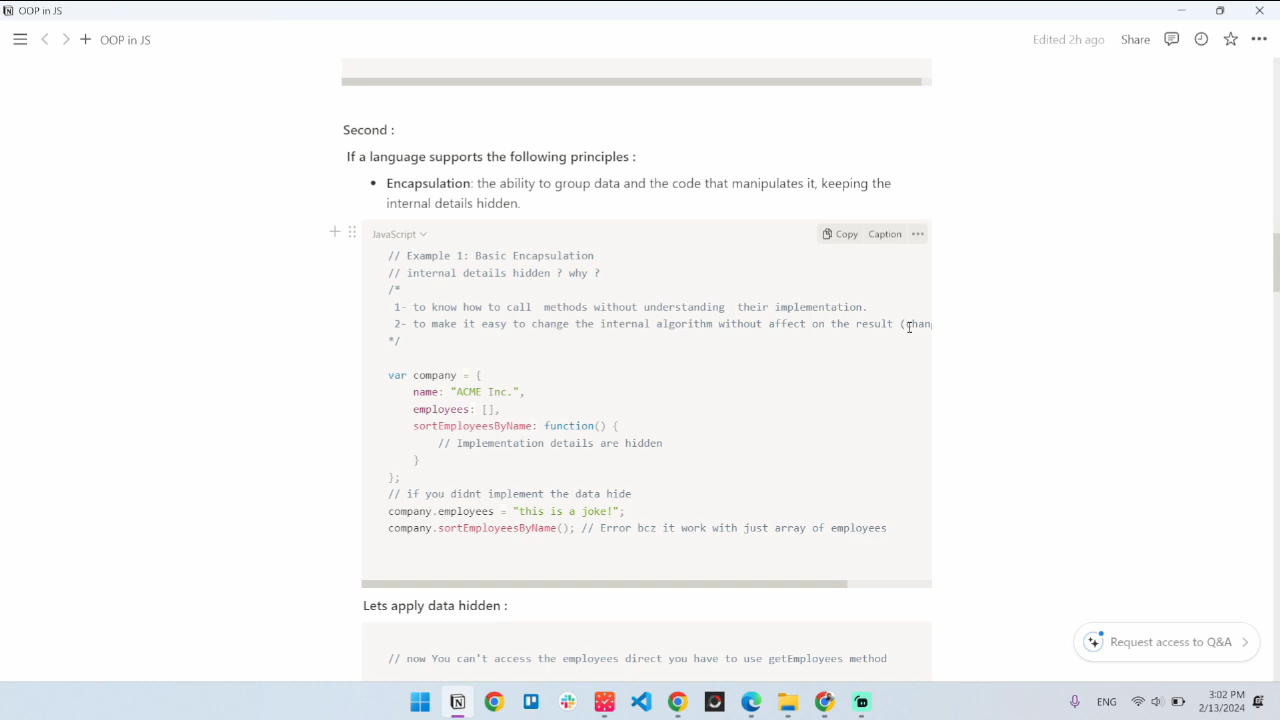 OOP in JS
OOP in JS
Edited 2h ago
Share
Second :
If a language supports the following principles :
• Encapsulation: the ability to group data and the code that manipulates it, keeping the
internal details hidden.
JavaScript
Copy
Caption
// Example 1: Basic Encapsulation
// internal details hidden ? why ?
/*
1- to know how to call  methods without understanding  their implementation.
2- to make it easy to change the internal algorithm without affect on the result (chan
*/
var company = {
    name: "ACME Inc.",
    employees: [],
    sortEmployeesByName: function() {
        // Implementation details are hidden
    }
};
// if you didnt implement the data hide
company.employees = "this is a joke!";
company.sortEmployeesByName(); // Error bcz it work with just array of employees
Lets apply data hidden :
// now You can't access the employees direct you have to use getEmployees method
Request access to Q&A
ENG
3:02 PM
2/13/2024